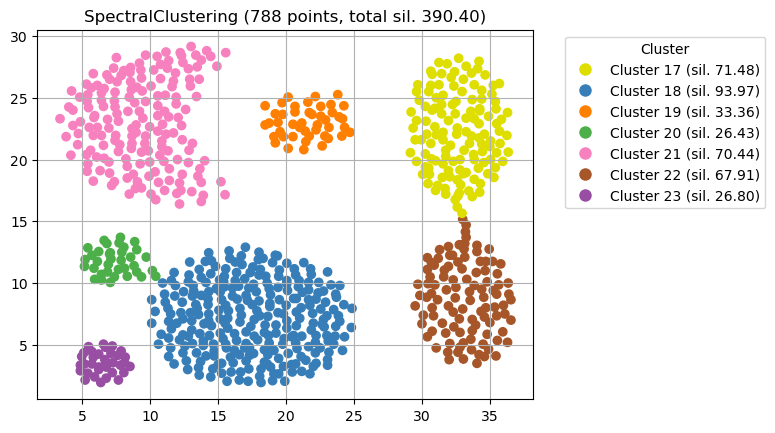 SpectralClustering (788 points, total sil. 390.40)
30
25
20
15
10
5
5
10
15
20
25
30
35
Cluster
Cluster 17 (sil. 71.48)
Cluster 18 (sil. 93.97)
Cluster 19 (sil. 33.36)
Cluster 20 (sil. 26.43)
Cluster 21 (sil. 70.44)
Cluster 22 (sil. 67.91)
Cluster 23 (sil. 26.80)